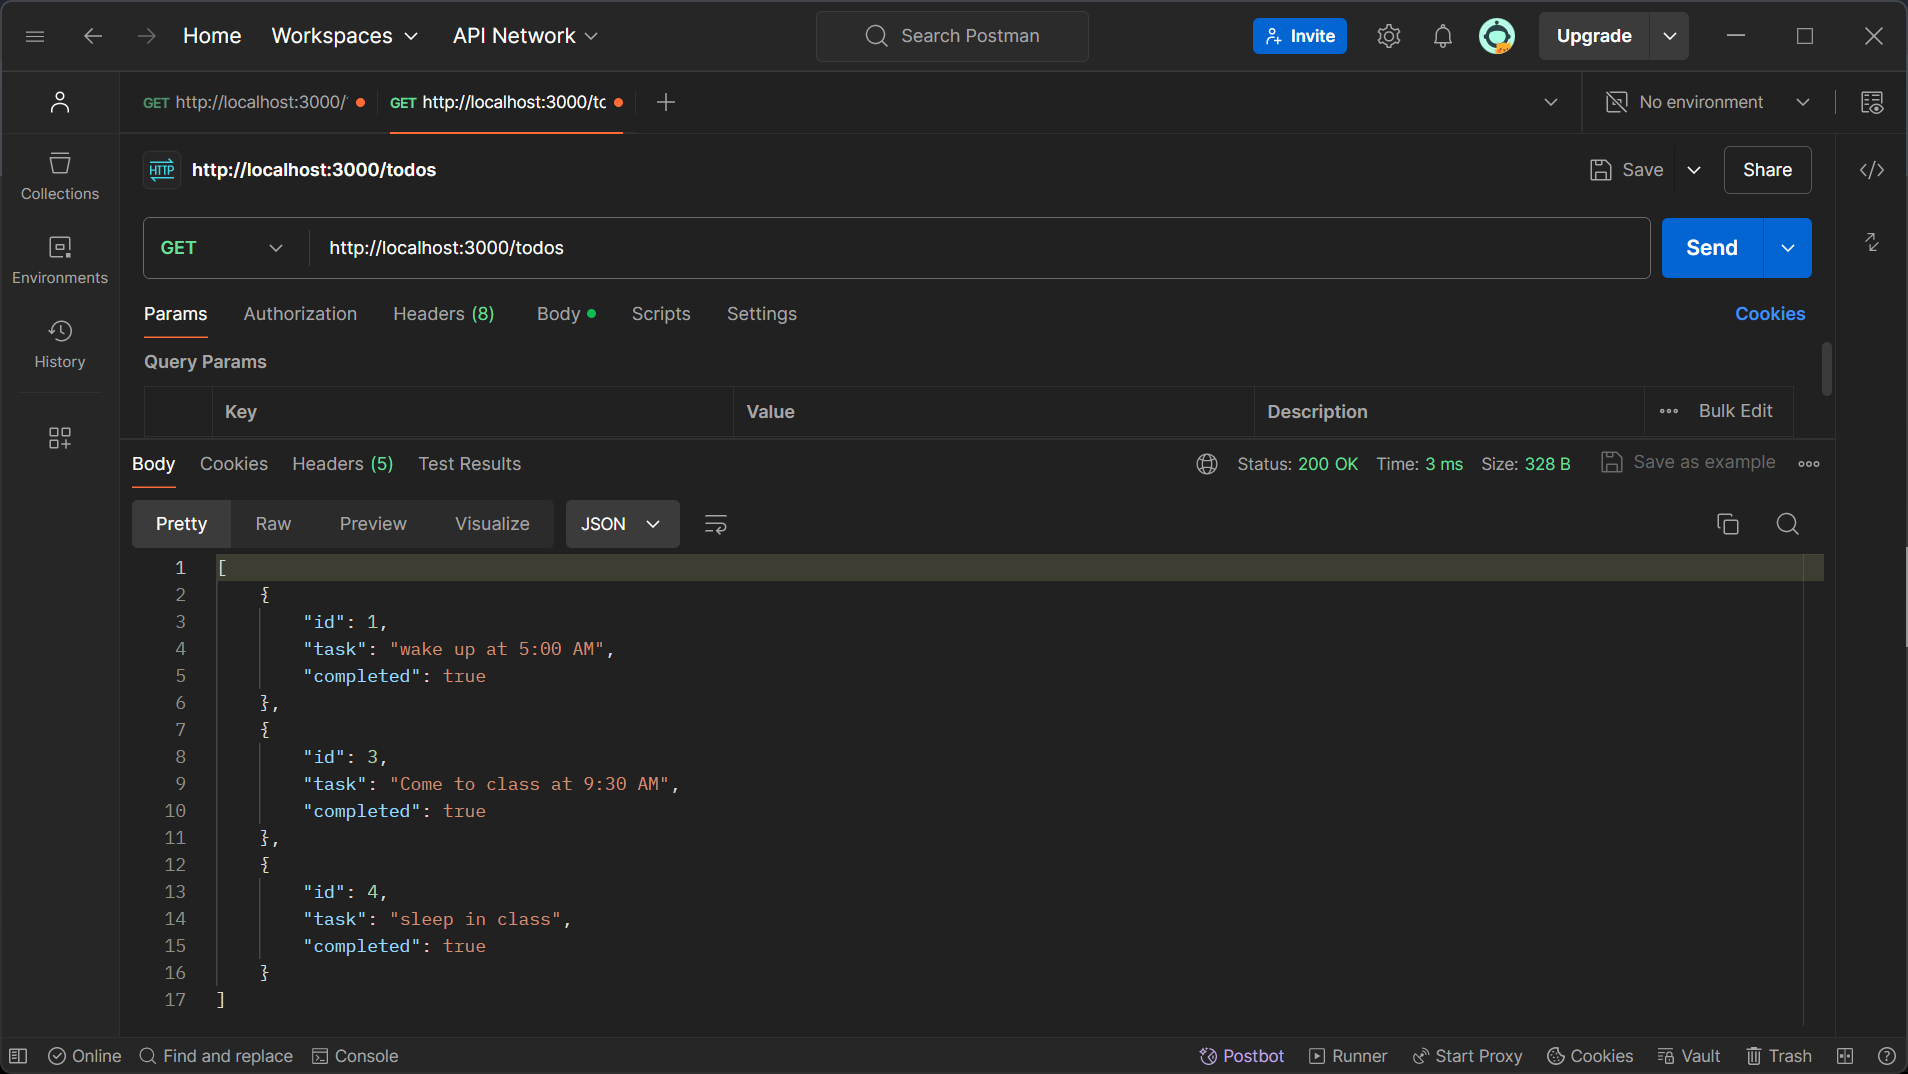 Home Workspaces API Network Search Postman Invite Upgrade
GET http://localhost:3000/ GET http://localhost:3000/to No environment
HTTP http://localhost:3000/todos Save Share
Collections
GET http://localhost:3000/todos Send
Environments
Params Authorization Headers (8) Body Scripts Settings Cookies
History
Query Params
Key Value Description Bulk Edit
Body Cookies Headers (5) Test Results Status: 200 OK Time: 3 ms Size: 328 B Save as example
Pretty Raw Preview Visualize JSON
1 [
2 {
3 "id": 1,
4 "task": "wake up at 5:00 AM",
5 "completed": true
6 },
7 {
8 "id": 3,
9 "task": "Come to class at 9:30 AM",
10 "completed": true
11 },
12 {
13 "id": 4,
14 "task": "sleep in class",
15 "completed": true
16 }
17 ]
Online Find and replace Console Postbot Runner Start Proxy Cookies Vault Trash